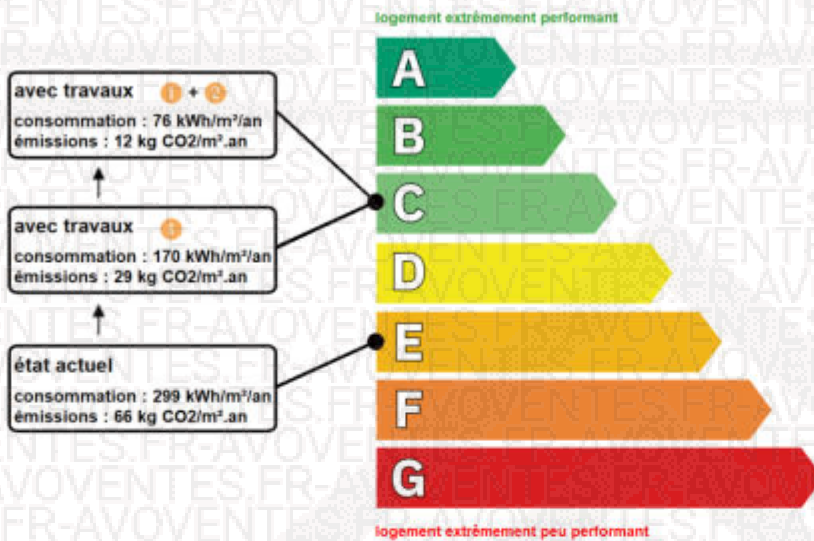 logement extrêmement performant
A
B
C
D
E
F
G
logement extrêmement peu performant
avec travaux 1 + 2
consommation : 76 kWh/m²/an
émissions : 12 kg CO2/m².an
avec travaux 1
consommation : 170 kWh/m²/an
émissions : 29 kg CO2/m².an
état actuel
consommation : 299 kWh/m²/an
émissions : 66 kg CO2/m².an
FR-AVOVENTES.FR-AVOVENTES